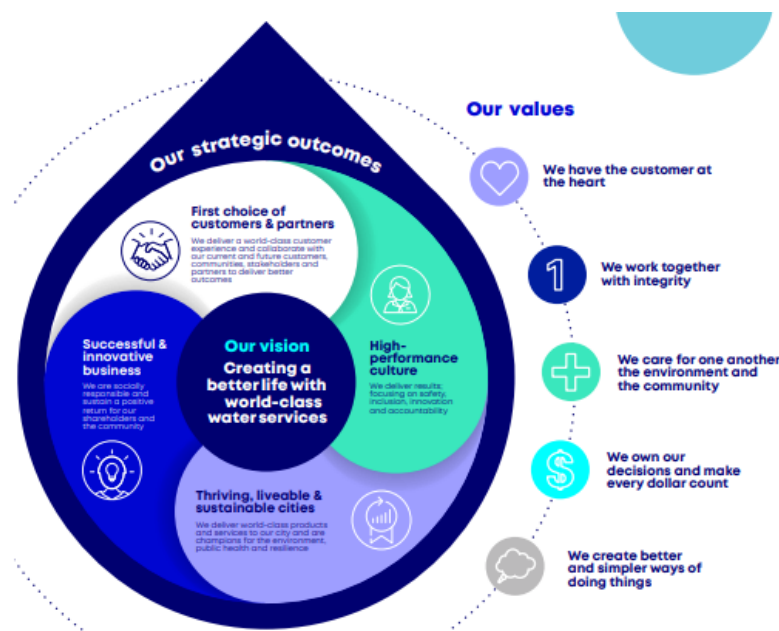 Our strategic outcomes
First choice of
customers & partners
We deliver a world-class customer
experience and collaborate with
our current and future customers,
communities, stakeholders and
partners to deliver better
outcomes
Successful &
innovative
business
We are socially
responsible and
sustain a positive
return for our
shareholders and
the community
Our vision
Creating a
better life with
world-class
water services
High-
performance
culture
We deliver results;
focusing on safety,
inclusion, innovation
and accountability
Thriving, liveable &
sustainable cities
We deliver world-class products
and services to our city and are
champions for the environment,
public health and resilience
Our values
We have the customer at
the heart
1
We work together
with integrity
We care for one another
the environment and
the community
$
We own our
decisions and make
every dollar count
We create better
and simpler ways of
doing things